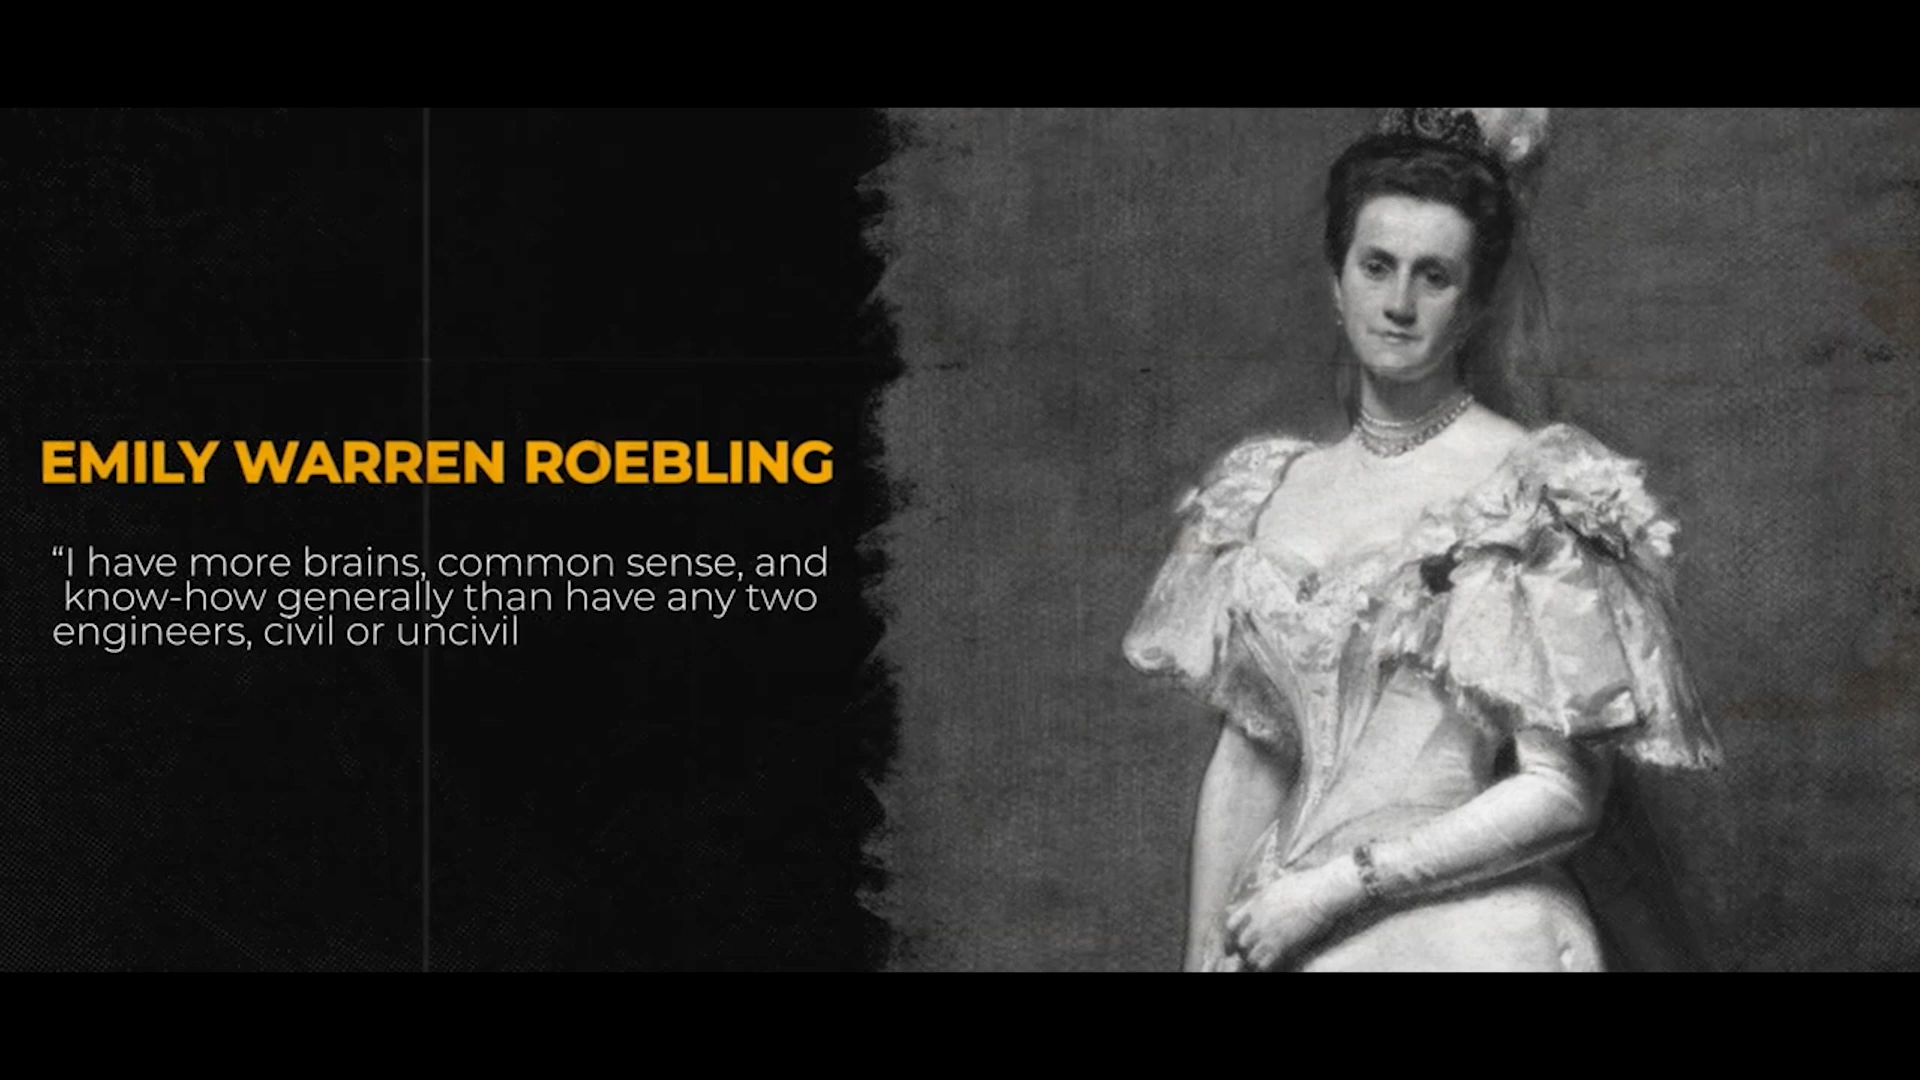 EMILY WARREN ROEBLING
“I have more brains, common sense, and
know-how generally than have any two
engineers, civil or uncivil